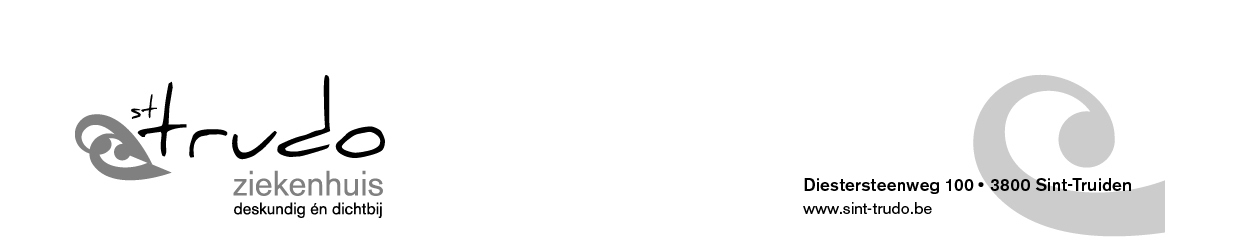 st trudo
ziekenhuis
deskundig én dichtbij
Diestersteenweg 100 • 3800 Sint-Truiden
www.sint-trudo.be